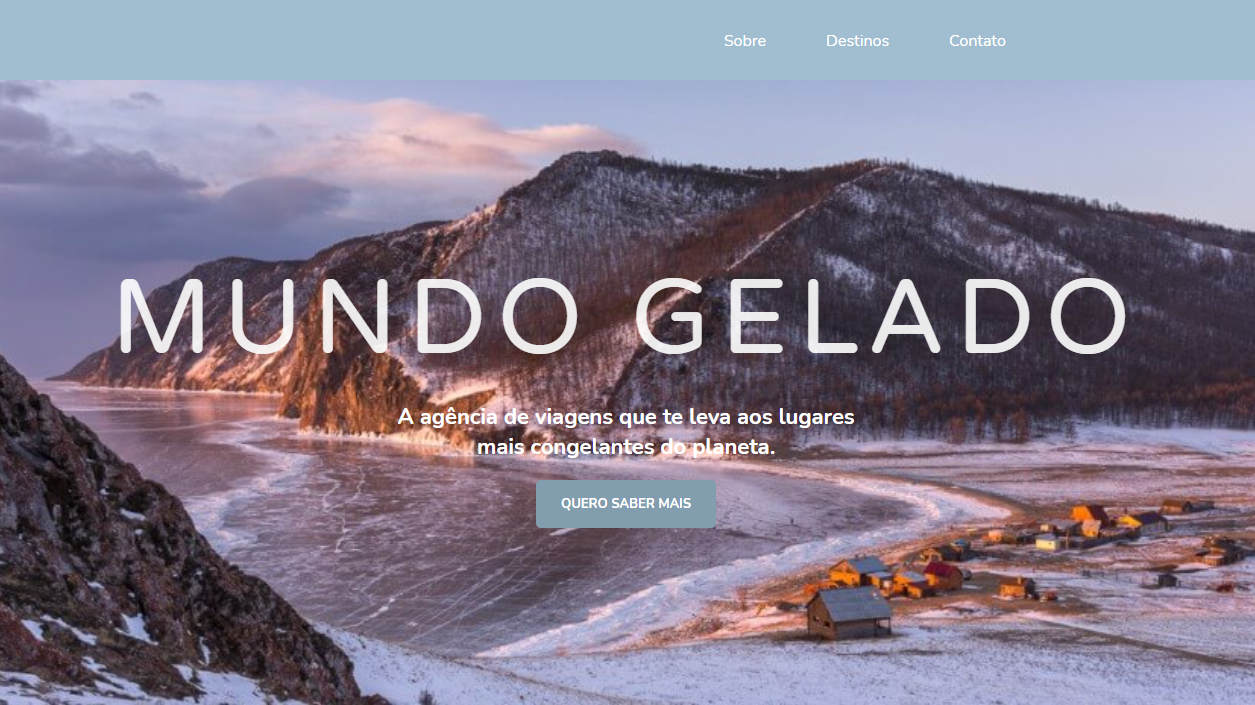 Sobre Destinos Contato
MUNDO GELADO
A agência de viagens que te leva aos lugares
mais congelantes do planeta.
QUERO SABER MAIS